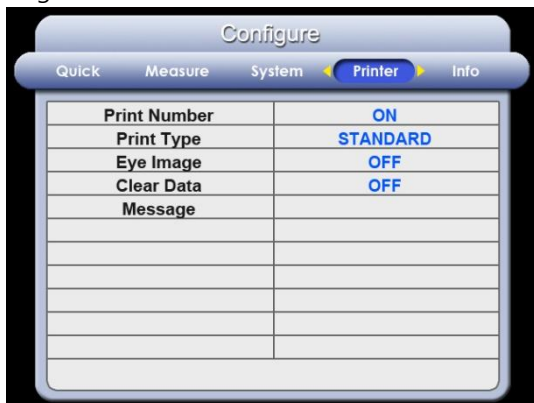 Configure
Quick Measure System Printer Info
Print Number ON
Print Type STANDARD
Eye Image OFF
Clear Data OFF
Message